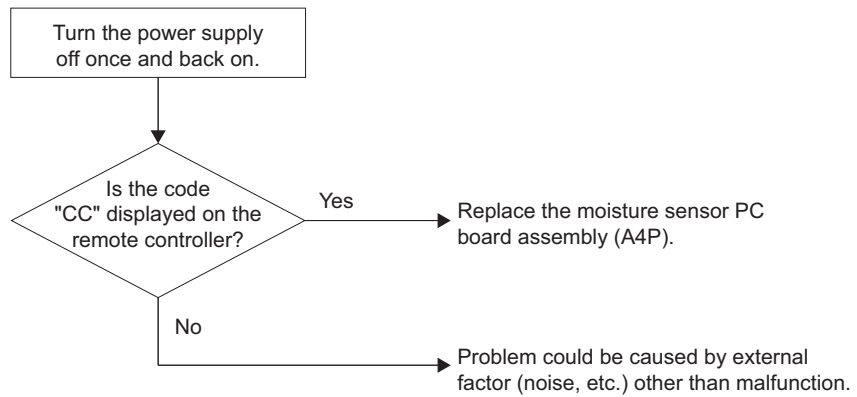 Turn the power supply
off once and back on.
Is the code
"CC" displayed on the
remote controller?
Yes
Replace the moisture sensor PC
board assembly (A4P).
No
Problem could be caused by external
factor (noise, etc.) other than malfunction.